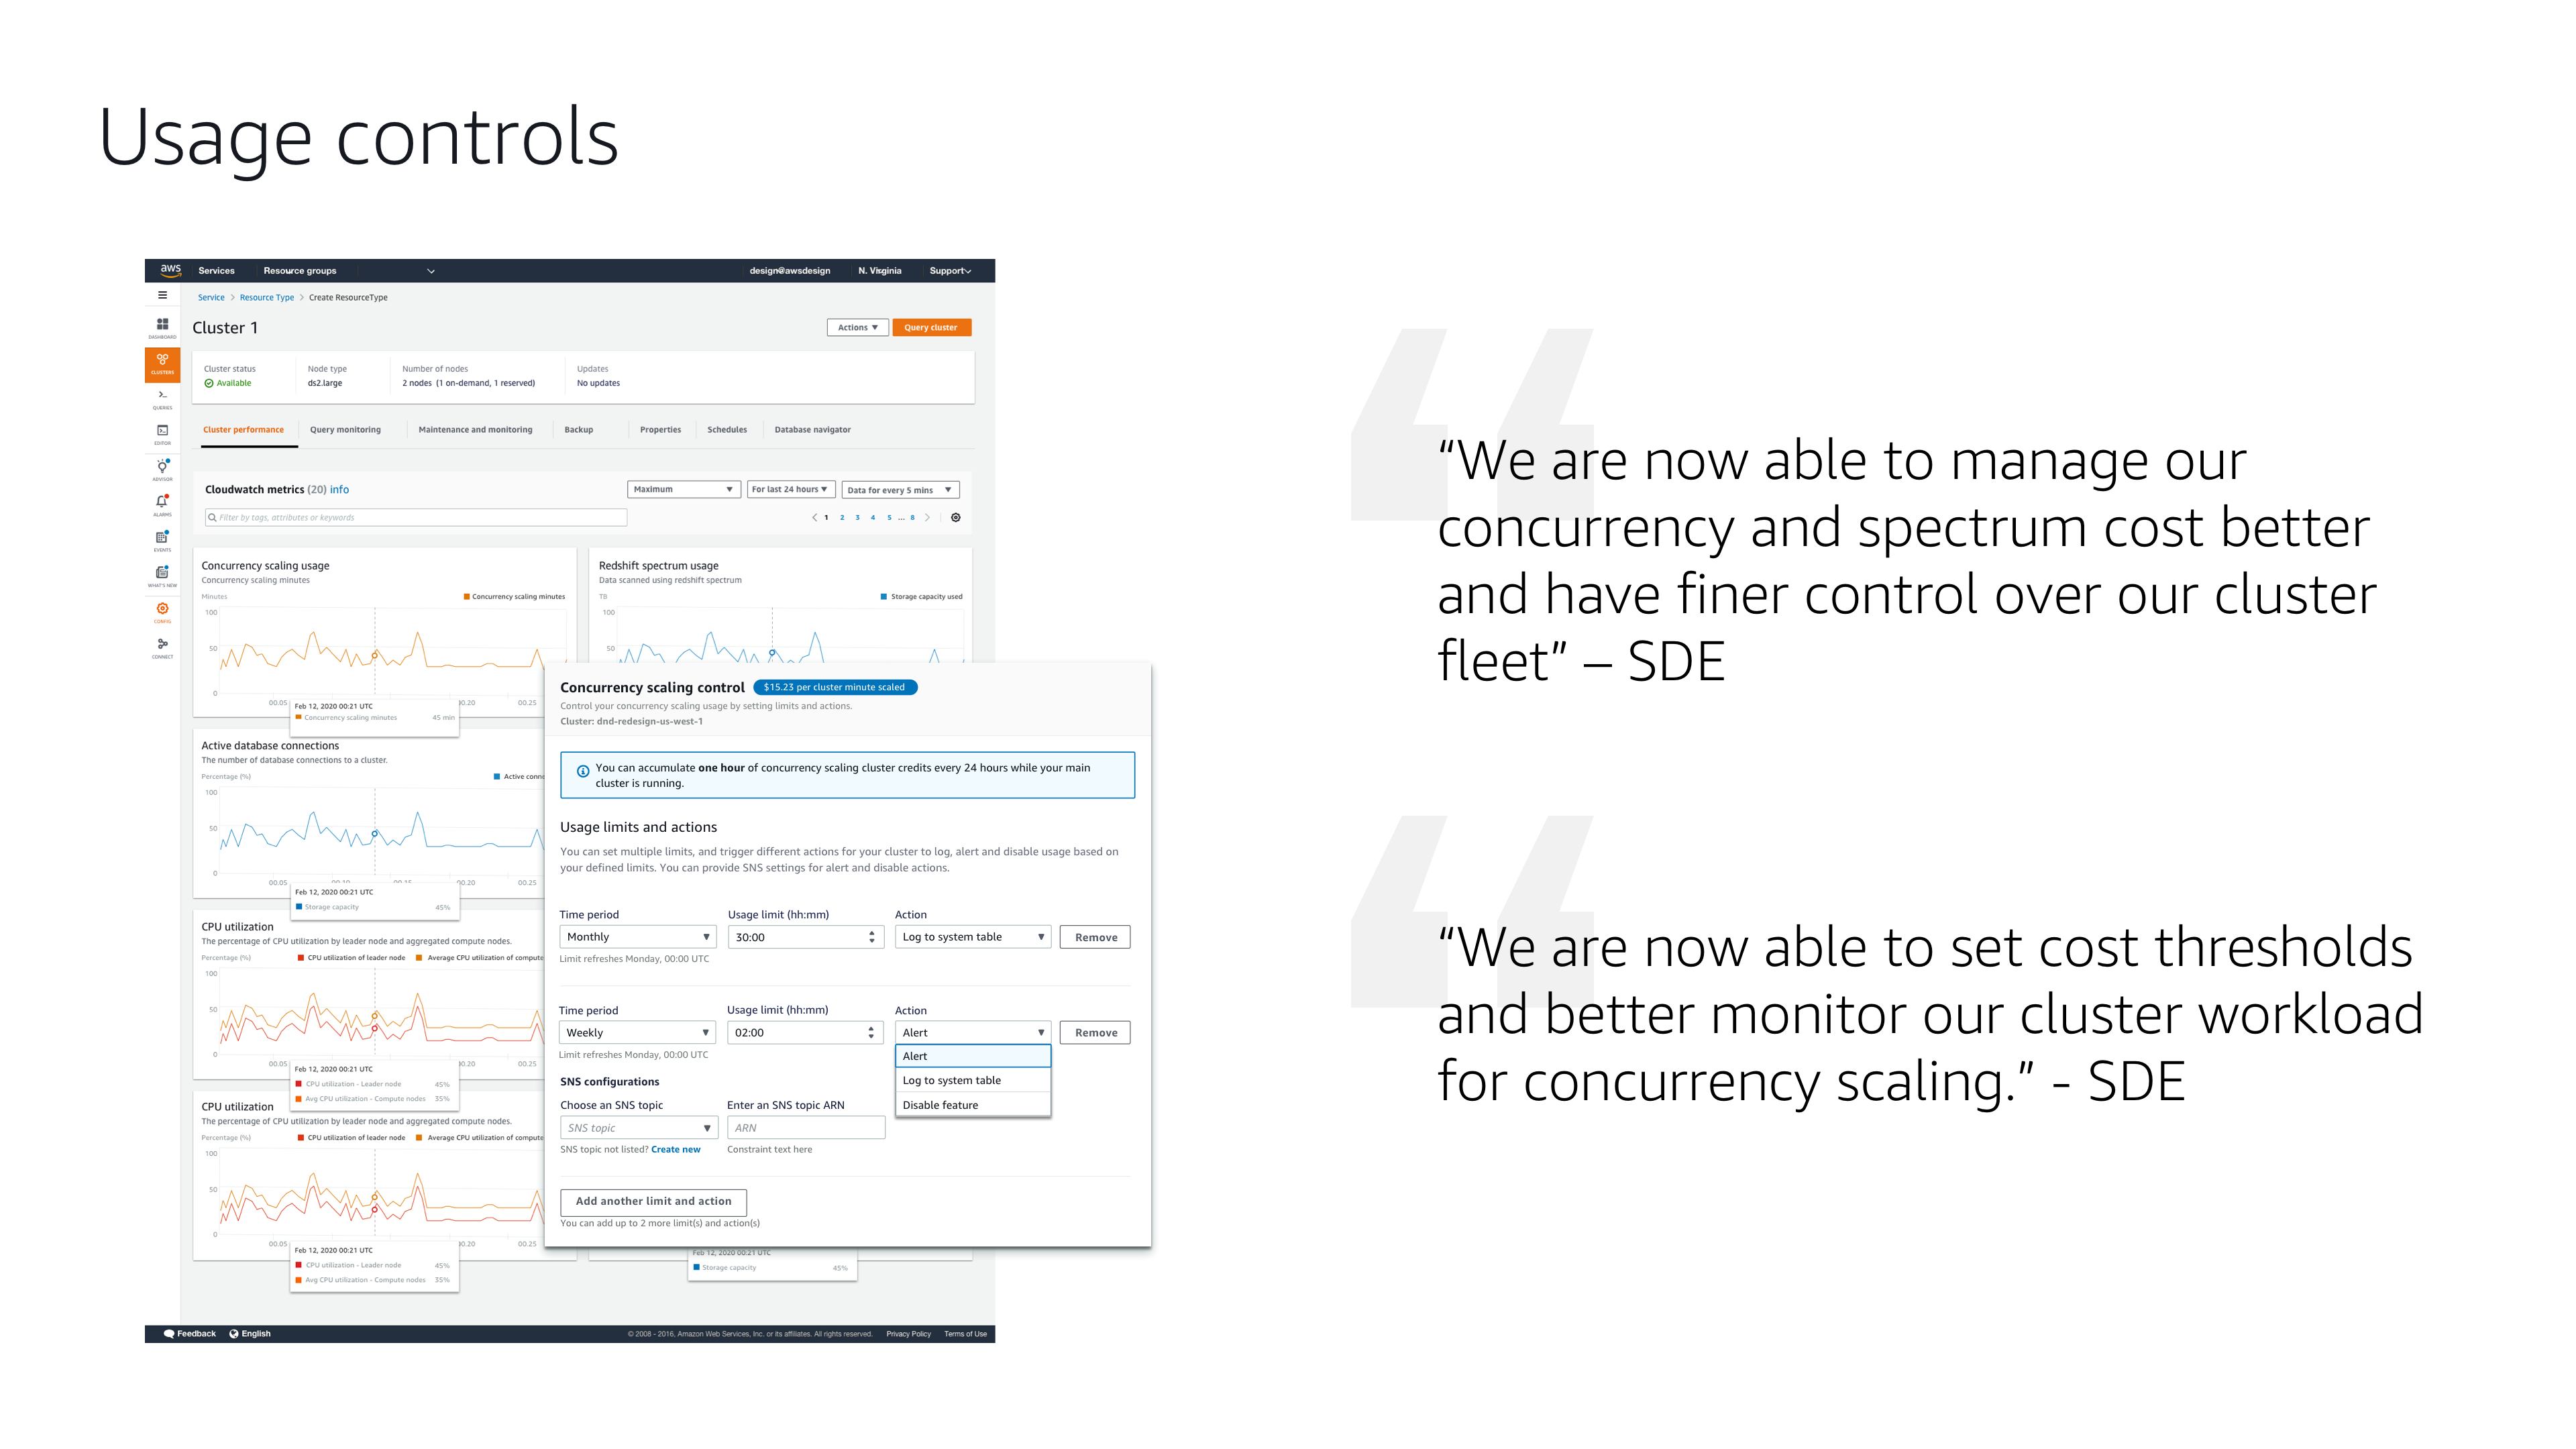 Usage controls
aws Services Resource groups design@awsdesign N. Virginia Support
Service > Resource Type > Create ResourceType
Cluster 1
Actions
Query cluster
DASHBOARD
CLUSTERS
QUERIES
EDITOR
ADVISOR
ALARMS
EVENTS
WHAT'S NEW
CONFIG
CONNECT
Cluster status Node type Number of nodes Updates
Available ds2.large 2 nodes (1 on-demand, 1 reserved) No updates
Cluster performance Query monitoring Maintenance and monitoring Backup Properties Schedules Database navigator
Cloudwatch metrics (20) info
Maximum For last 24 hours Data for every 5 mins
Filter by tags, attributes or keywords
1 2 3 4 5 ... 8
Concurrency scaling usage
Concurrency scaling minutes
Minutes Concurrency scaling minutes
100
50
0
00.05 00.20 00.25
Feb 12, 2020 00:21 UTC
Concurrency scaling minutes 45 min
Redshift spectrum usage
Data scanned using redshift spectrum
TB Storage capacity used
100
50
Active database connections
The number of database connections to a cluster.
Percentage (%) Active conne
100
50
0
00.05 00.10 00.15 00.20 00.25
Feb 12, 2020 00:21 UTC
Storage capacity 45%
CPU utilization
The percentage of CPU utilization by leader node and aggregated compute nodes.
Percentage (%) CPU utilization of leader node Average CPU utilization of compute
100
50
0
00.05 00.20 00.25
Feb 12, 2020 00:21 UTC
CPU utilization - Leader node 45%
Avg CPU utilization - Compute nodes 35%
CPU utilization
The percentage of CPU utilization by leader node and aggregated compute nodes.
Percentage (%) CPU utilization of leader node Average CPU utilization of compute
100
50
0
00.05 00.20 00.25
Feb 12, 2020 00:21 UTC
CPU utilization - Leader node 45%
Avg CPU utilization - Compute nodes 35%
Feb 12, 2020 00:21 UTC
Storage capacity 45%
Concurrency scaling control $15.23 per cluster minute scaled
Control your concurrency scaling usage by setting limits and actions.
Cluster: dnd-redesign-us-west-1
You can accumulate one hour of concurrency scaling cluster credits every 24 hours while your main
cluster is running.
Usage limits and actions
You can set multiple limits, and trigger different actions for your cluster to log, alert and disable usage based on
your defined limits. You can provide SNS settings for alert and disable actions.
Time period Usage limit (hh:mm) Action
Monthly 30:00 Log to system table Remove
Limit refreshes Monday, 00:00 UTC
Time period Usage limit (hh:mm) Action
Weekly 02:00 Alert Remove
Limit refreshes Monday, 00:00 UTC
Alert
Log to system table
Disable feature
SNS configurations
Choose an SNS topic Enter an SNS topic ARN
SNS topic ARN
SNS topic not listed? Create new Constraint text here
Add another limit and action
You can add up to 2 more limit(s) and action(s)
Feedback English © 2008 - 2016, Amazon Web Services, Inc. or its affiliates. All rights reserved. Privacy Policy Terms of Use
“We are now able to manage our
concurrency and spectrum cost better
and have finer control over our cluster
fleet” – SDE
“We are now able to set cost thresholds
and better monitor our cluster workload
for concurrency scaling.” - SDE